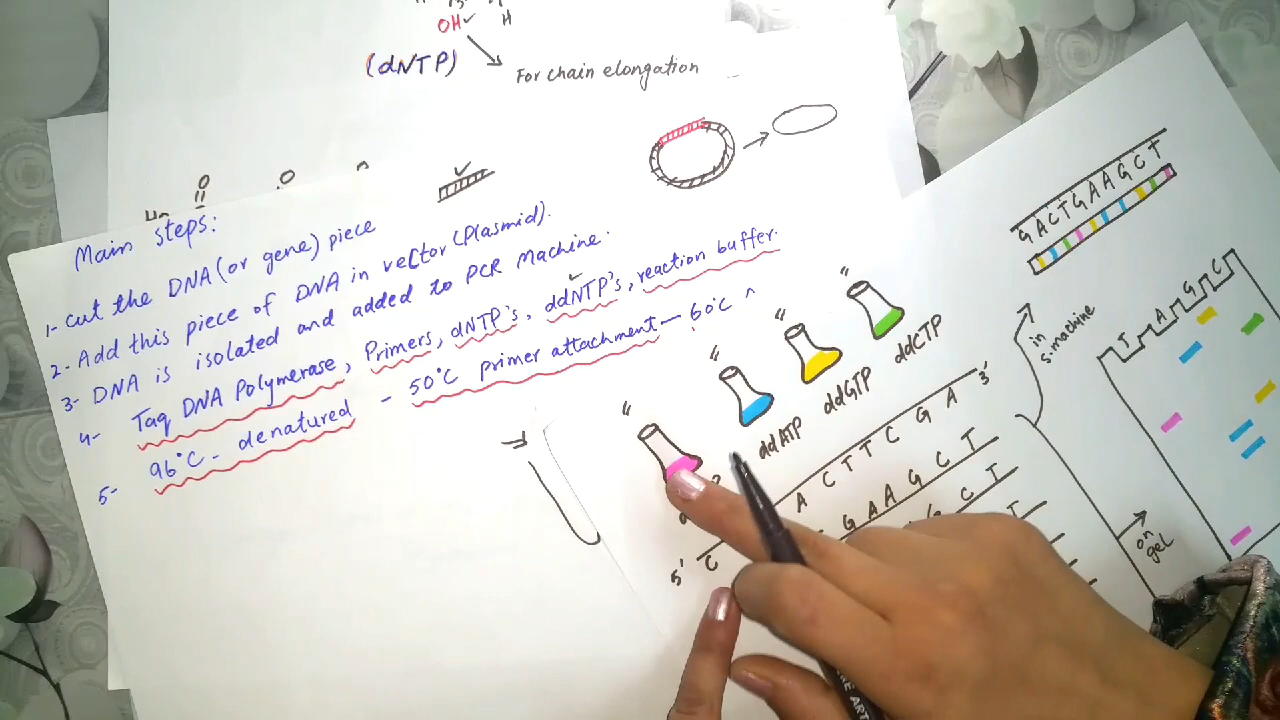 OH
H
(dNTP)
For chain elongation
Main steps:
1- cut the DNA (or gene) piece
2- Add this piece of DNA in vector (Plasmid).
3- DNA is isolated and added to PCR machine.
4- Taq DNA Polymerase, Primers, dNTP's, ddNTP's, reaction buffer.
5- 96°C - denatured - 50°C primer attachment - 60°C
ddATP
ddGTP
ddCTP
GACTGAAGCT
in s.machine
T A G C
3'
A C T T C G A
G A A G C T
G C T
T
5' C
on gel